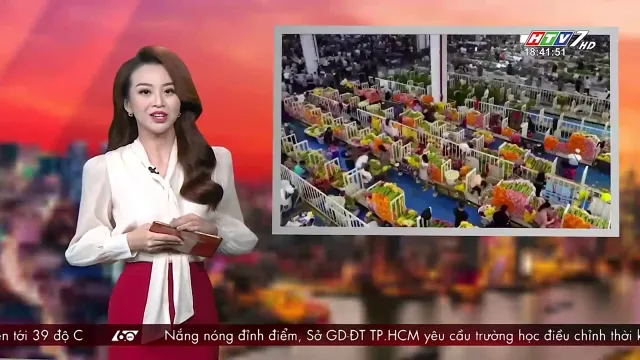 HTV7 HD
18:41:51
ên tới 39 độ C 60 Nắng nóng đỉnh điểm, Sở GD-ĐT TP.HCM yêu cầu trường học điều chỉnh thời k